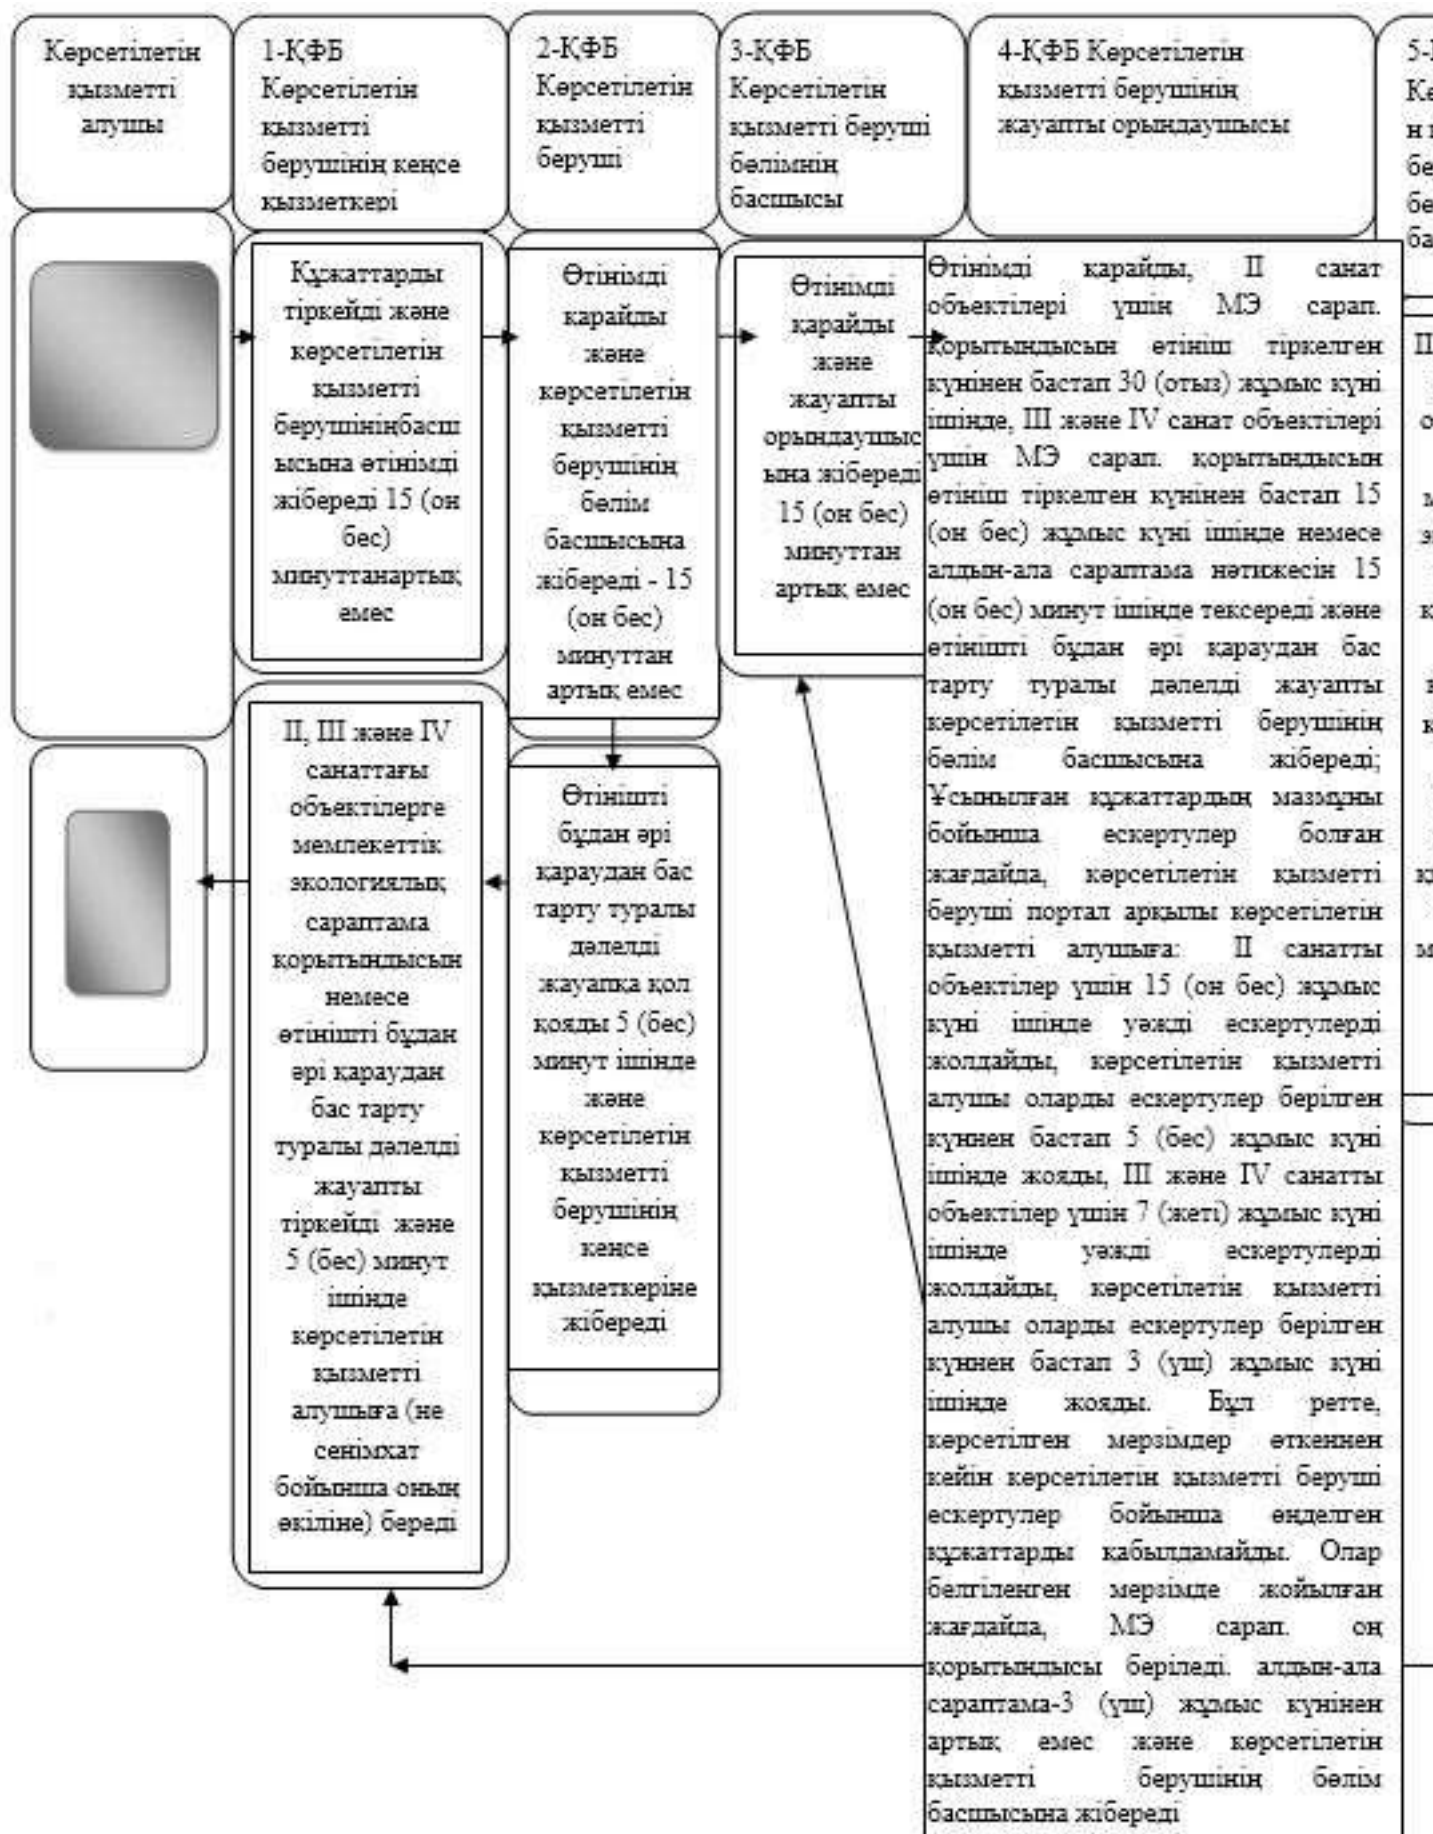 Көрсетілетін
қызметті
алушы
1-ҚФБ
Көрсетілетін
қызметті
берушінің кеңсе
қызметкері
2-ҚФБ
Көрсетілетін
қызметті
беруші
3-ҚФБ
Көрсетілетін
қызметті беруші
бөлімнің
басшысы
4-ҚФБ Көрсетілетін
қызметті берушінің
жауапты орындаушысы
Құжаттарды
тіркейді және
көрсетілетін
қызметті
берушініңбасш
ысына өтінімді
жібереді 15 (он
бес)
минуттанартық
емес
Өтінімді
қарайды
және
көрсетілетін
қызметті
берушінің
бөлім
басшысына
жібереді - 15
(он бес)
минуттан
артық емес
Өтінімді
қарайды
және
жауапты
орындаушыс
ына жібереді
15 (он бес)
минуттан
артық емес
Өтінімді қарайды, II санат
объектілері үшін МЭ сарап.
қорытындысын өтініш тіркелген
күнінен бастап 30 (отыз) жұмыс күні
ішінде, III және IV санат объектілері
үшін МЭ сарап. қорытындысын
өтініш тіркелген күнінен бастап 15
(он бес) жұмыс күні ішінде немесе
алдын-ала сараптама нәтижесін 15
(он бес) минут ішінде тексереді және
өтінішті бұдан әрі қараудан бас
тарту туралы дәлелді жауапты
көрсетілетін қызметті берушінің
бөлім басшысына жібереді;
Ұсынылған құжаттардың мазмұны
бойынша ескертулер болған
жағдайда, көрсетілетін қызметті
беруші портал арқылы көрсетілетін
қызметті алушыға: II санатты
объектілер үшін 15 (он бес) жұмыс
күні ішінде уәжді ескертулерді
жолдайды, көрсетілетін қызметті
алушы оларды ескертулер берілген
күннен бастап 5 (бес) жұмыс күні
ішінде жояды, III және IV санатты
объектілер үшін 7 (жеті) жұмыс күні
ішінде уәжді ескертулерді
жолдайды, көрсетілетін қызметті
алушы оларды ескертулер берілген
күннен бастап 3 (үш) жұмыс күні
ішінде жояды. Бұл ретте,
көрсетілген мерзімдер өткеннен
кейін көрсетілетін қызметті беруші
ескертулер бойынша өңделген
құжаттарды қабылдамайды. Олар
белгіленген мерзімде жойылған
жағдайда, МЭ сарап. оң
қорытындысы беріледі. алдын-ала
сараптама-3 (үш) жұмыс күнінен
артық емес және көрсетілетін
қызметті берушінің бөлім
басшысына жібереді
II, III және IV
санаттағы
объектілерге
мемлекеттік
экологиялық
сараптама
қорытындысын
немесе
өтінішті бұдан
әрі қараудан
бас тарту
туралы дәлелді
жауапты
тіркейді және
5 (бес) минут
ішінде
көрсетілетін
қызметті
алушыға (не
сенімхат
бойынша оның
өкіліне) береді
Өтінішті
бұдан әрі
қараудан бас
тарту туралы
дәлелді
жауапқа қол
қояды 5 (бес)
минут ішінде
және
көрсетілетін
қызметті
берушінің
кеңсе
қызметкеріне
жібереді